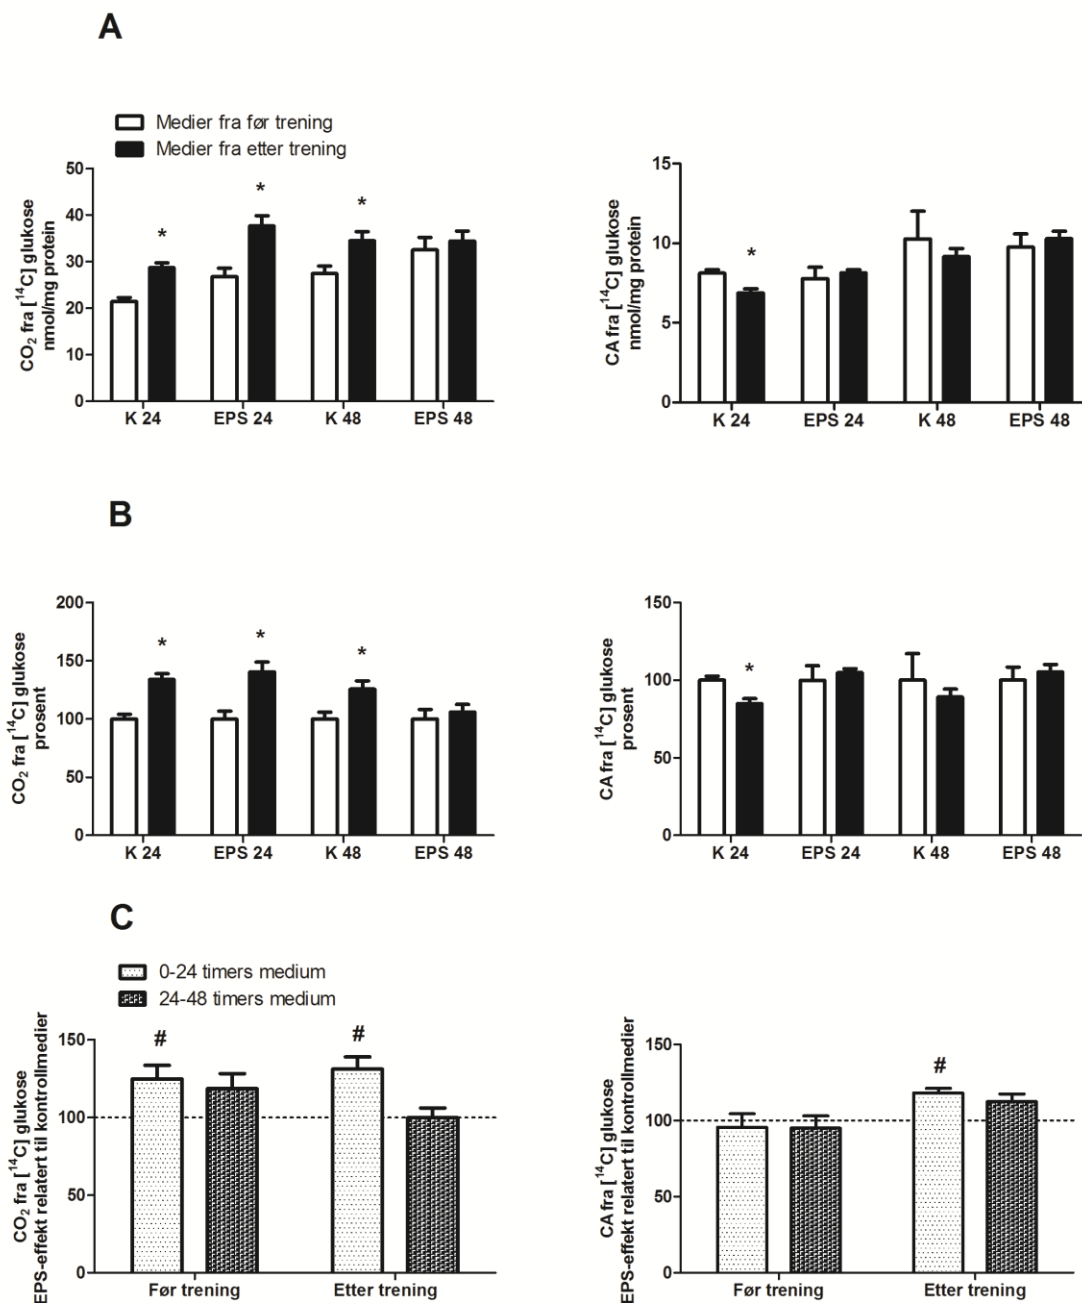 A
Medier fra før trening
Medier fra etter trening
CO₂ fra [¹⁴C] glukose
nmol/mg protein
50
40
30
20
10
0
*
*
*
K 24
EPS 24
K 48
EPS 48
CA fra [¹⁴C] glukose
nmol/mg protein
15
10
5
0
*
K 24
EPS 24
K 48
EPS 48
B
CO₂ fra [¹⁴C] glukose
prosent
200
150
100
50
0
*
*
*
K 24
EPS 24
K 48
EPS 48
CA fra [¹⁴C] glukose
prosent
150
100
50
0
*
K 24
EPS 24
K 48
EPS 48
C
0-24 timers medium
24-48 timers medium
CO₂ fra [¹⁴C] glukose
EPS-effekt relatert til kontrollmedier
150
100
50
0
#
#
Før trening
Etter trening
CA fra [¹⁴C] glukose
EPS-effekt relatert til kontrollmedier
150
100
50
0
#
Før trening
Etter trening